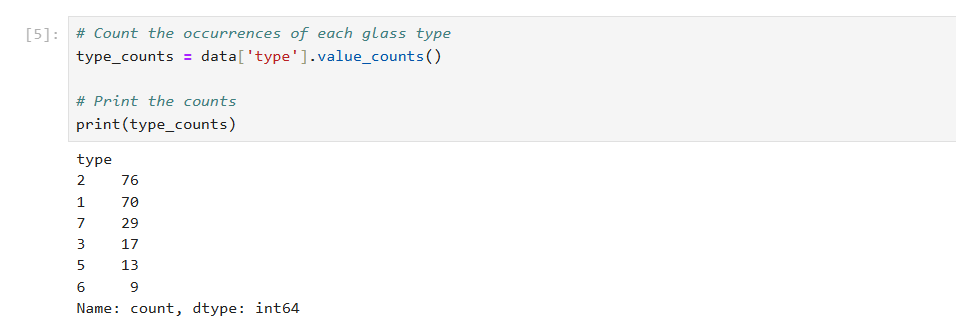 [5]: # Count the occurrences of each glass type
type_counts = data['type'].value_counts()
# Print the counts
print(type_counts)
type
2    76
1    70
7    29
3    17
5    13
6     9
Name: count, dtype: int64